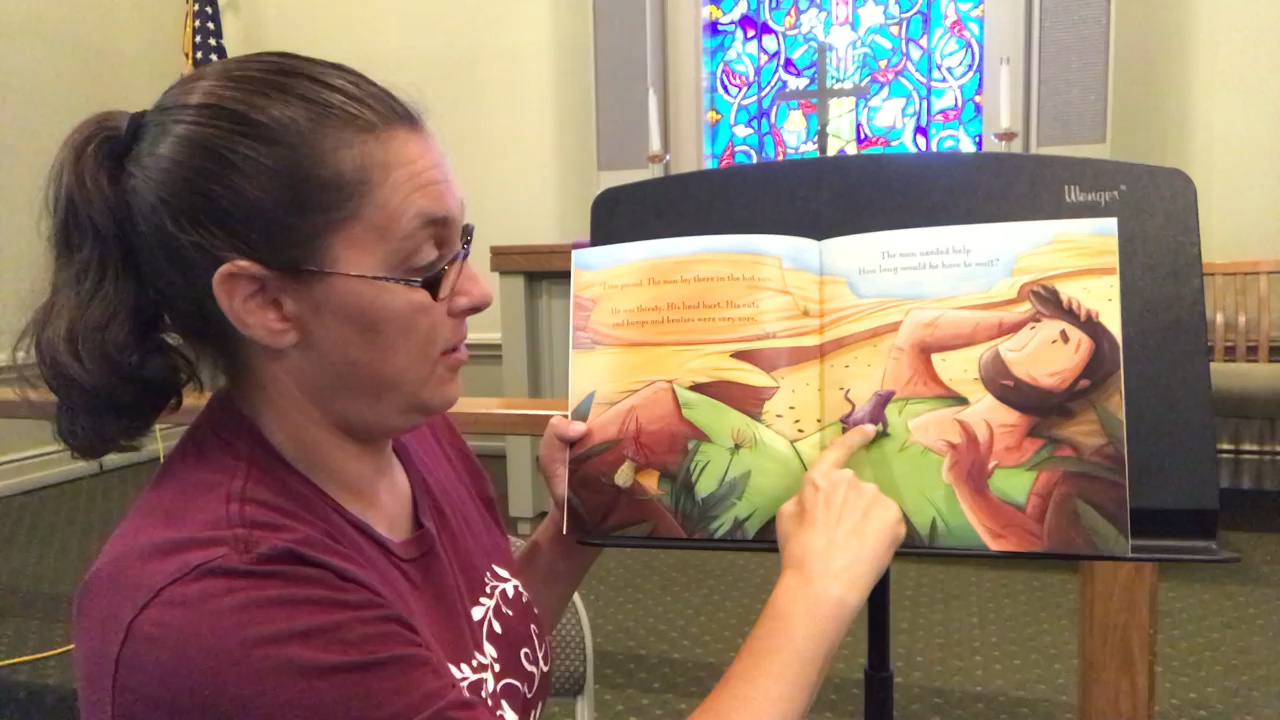 Wenger
Time passed. The man lay there in the hot sun.
He was thirsty. His head hurt. His cuts
and bumps and bruises were very sore.
The man needed help.
How long would he have to wait?